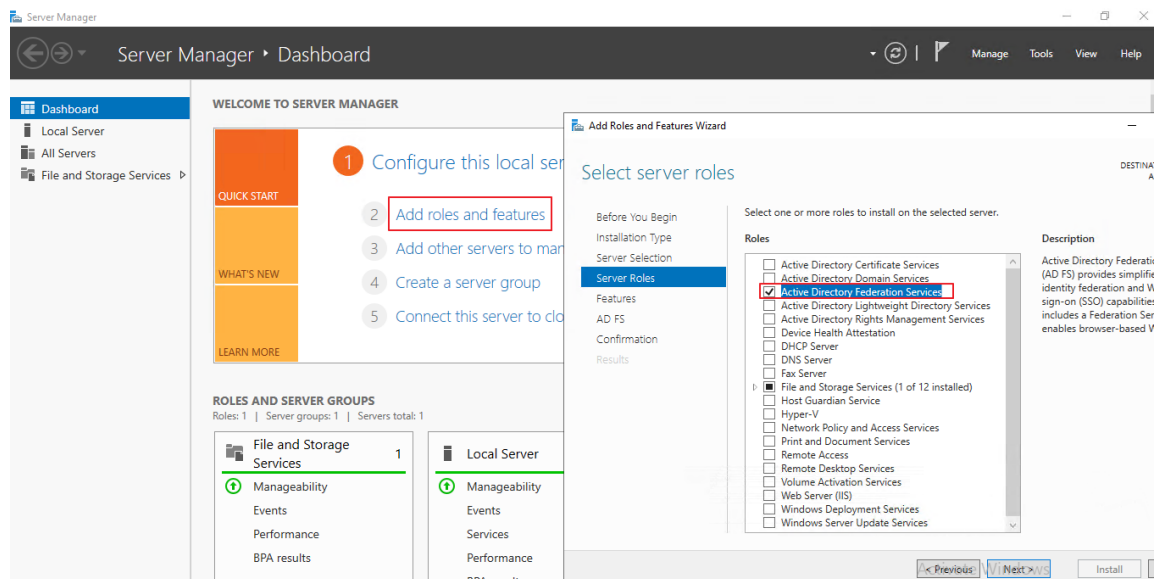 Server Manager
Server Manager • Dashboard
Manage Tools View Help
Dashboard
Local Server
All Servers
File and Storage Services
WELCOME TO SERVER MANAGER
QUICK START
WHAT'S NEW
LEARN MORE
1 Configure this local ser
2 Add roles and features
3 Add other servers to man
4 Create a server group
5 Connect this server to clo
ROLES AND SERVER GROUPS
Roles: 1 | Server groups: 1 | Servers total: 1
File and Storage
Services
1
Manageability
Events
Performance
BPA results
Local Server
Manageability
Events
Services
Performance
Add Roles and Features Wizard
Select server roles
DESTINAT
A
Before You Begin
Installation Type
Server Selection
Server Roles
Features
AD FS
Confirmation
Results
Select one or more roles to install on the selected server.
Roles
Active Directory Certificate Services
Active Directory Domain Services
Active Directory Federation Services
Active Directory Lightweight Directory Services
Active Directory Rights Management Services
Device Health Attestation
DHCP Server
DNS Server
Fax Server
File and Storage Services (1 of 12 installed)
Host Guardian Service
Hyper-V
Network Policy and Access Services
Print and Document Services
Remote Access
Remote Desktop Services
Volume Activation Services
Web Server (IIS)
Windows Deployment Services
Windows Server Update Services
Description
Active Directory Federatio
(AD FS) provides simplifie
identity federation and W
sign-on (SSO) capabilities
includes a Federation Ser
enables browser-based W
Activate Windows
< Previous Next > Install